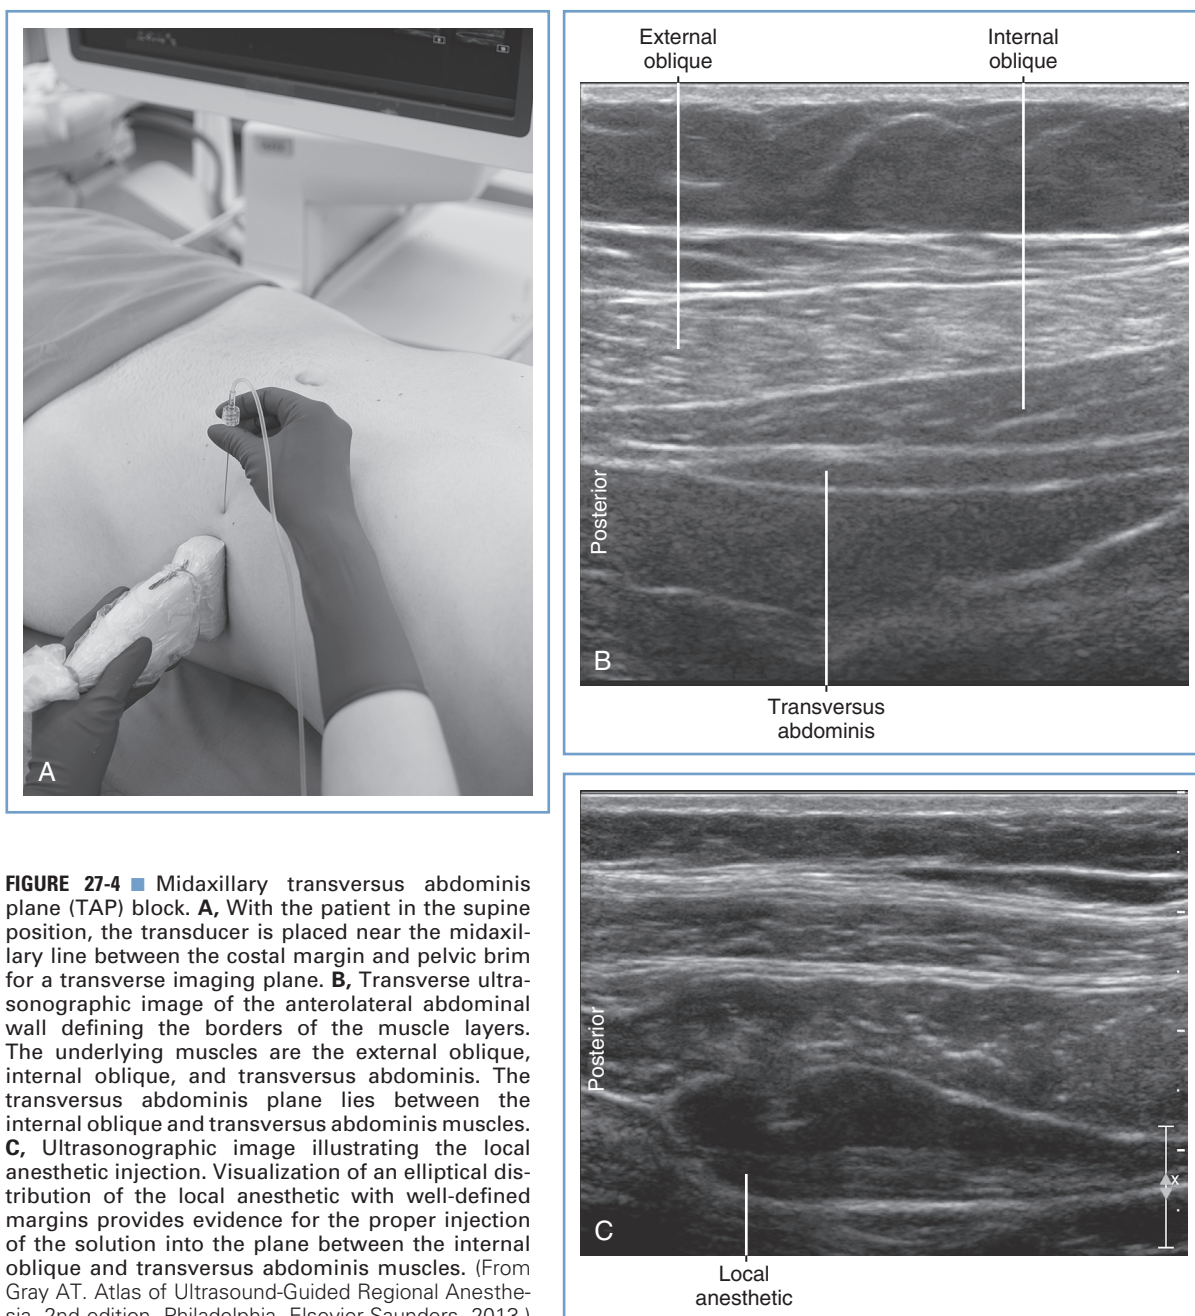 A
External
oblique
Internal
oblique
Posterior
B
Transversus
abdominis
Posterior
x
C
Local
anesthetic
FIGURE 27-4 ■ Midaxillary transversus abdominis
plane (TAP) block. A, With the patient in the supine
position, the transducer is placed near the midaxil-
lary line between the costal margin and pelvic brim
for a transverse imaging plane. B, Transverse ultra-
sonographic image of the anterolateral abdominal
wall defining the borders of the muscle layers.
The underlying muscles are the external oblique,
internal oblique, and transversus abdominis. The
transversus abdominis plane lies between the
internal oblique and transversus abdominis muscles.
C, Ultrasonographic image illustrating the local
anesthetic injection. Visualization of an elliptical dis-
tribution of the local anesthetic with well-defined
margins provides evidence for the proper injection
of the solution into the plane between the internal
oblique and transversus abdominis muscles. (From
Gray AT. Atlas of Ultrasound-Guided Regional Anesthe-
sia, 2nd edition. Philadelphia, Elsevier Saunders, 2013.)